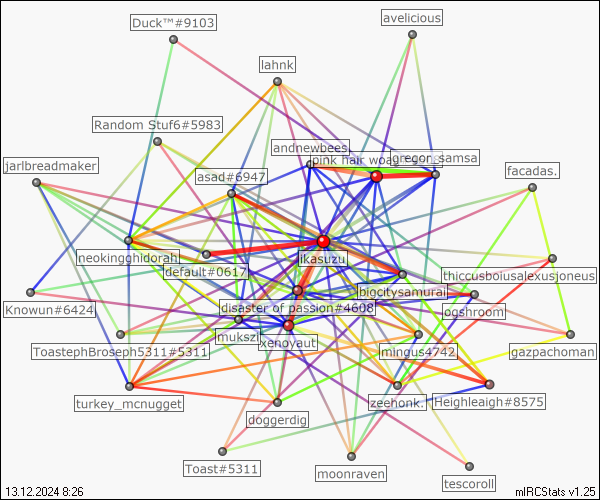 Duck™#9103
avelicious
lahnk
Random Stuf6#5983
andnewbees
pink hair woa
gregor_samsa
jarlbreadmaker
asad#6947
facadas.
neokingghidorah
ikasuzu
default#0617
thiccusbousalexusjoneus
biocitysamurai
Knowun#6424
disaster of passion#4608
ogshroom
mukszi
xenoyaut
ToastephBroseph5311#5311
mingus4742
gazpachoman
turkey_mcnugget
zeehonk.
Heighleaigh#8575
doggerdig
Toast#5311
moonraven
tescoroll
13.12.2024 8:26
mIRCStats v1.25